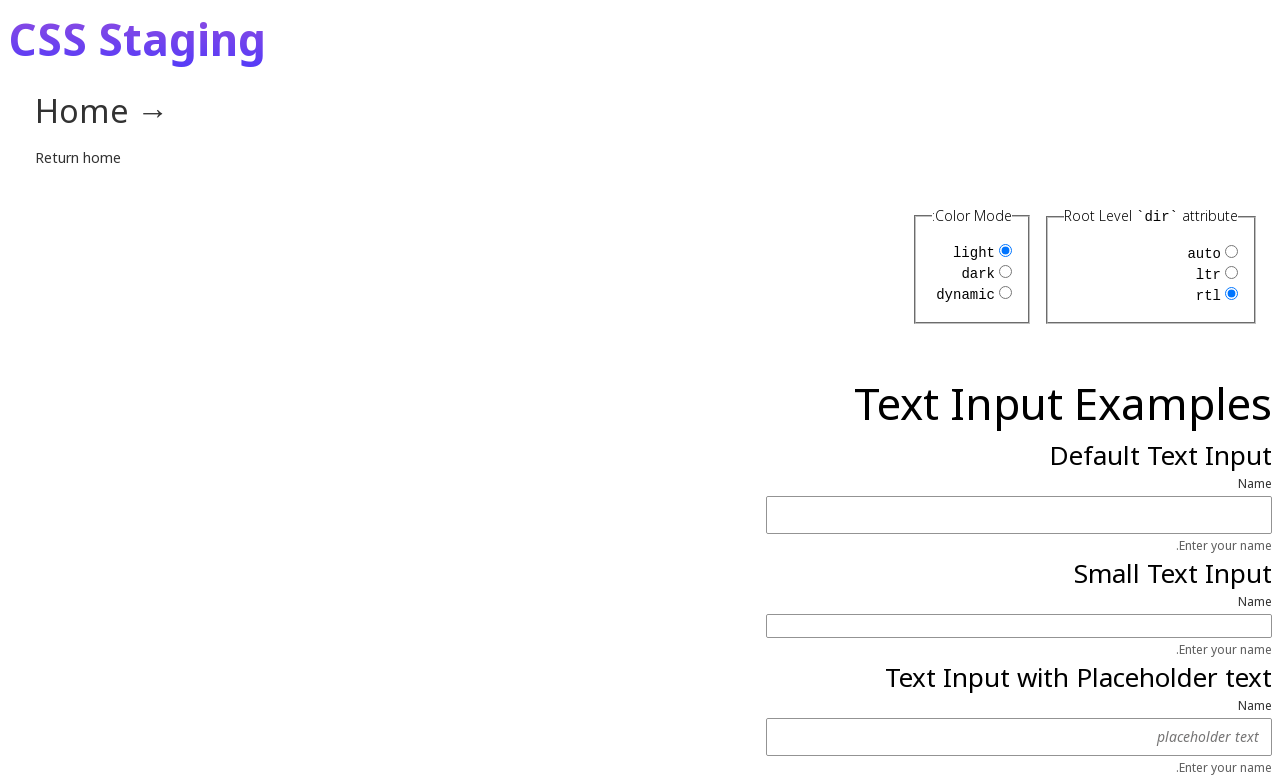 CSS Staging
Home →
Return home
Root Level `dir` attribute
auto
ltr
rtl
:Color Mode
light
dark
dynamic
Text Input Examples
Default Text Input
Name
.Enter your name
Small Text Input
Name
.Enter your name
Text Input with Placeholder text
Name
placeholder text
.Enter your name